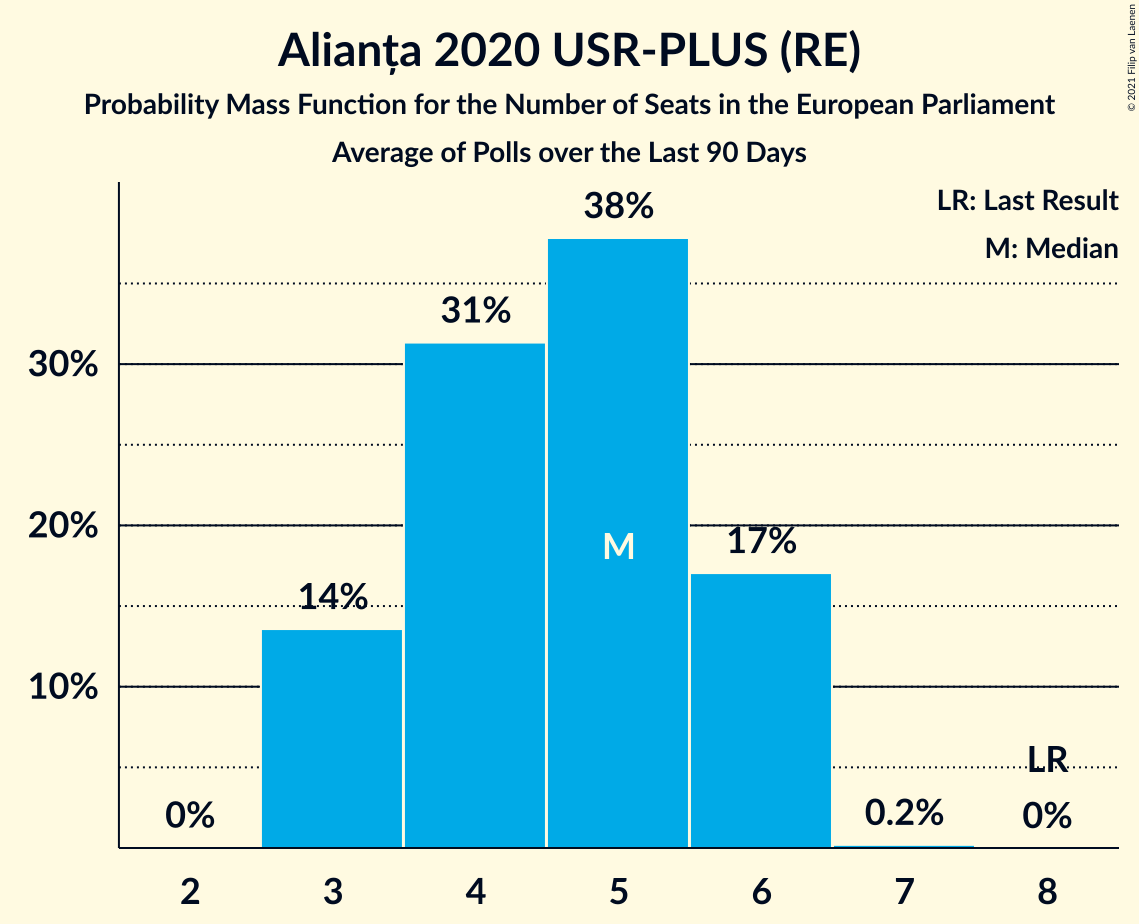 Alianța 2020 USR-PLUS (RE)
Probability Mass Function for the Number of Seats in the European Parliament
Average of Polls over the Last 90 Days
© 2021 Filip van Laenen
LR: Last Result
M: Median
38%
31%
30%
20%
17%
M
14%
10%
LR
0%
0.2%
0%
2 3 4 5 6 7 8